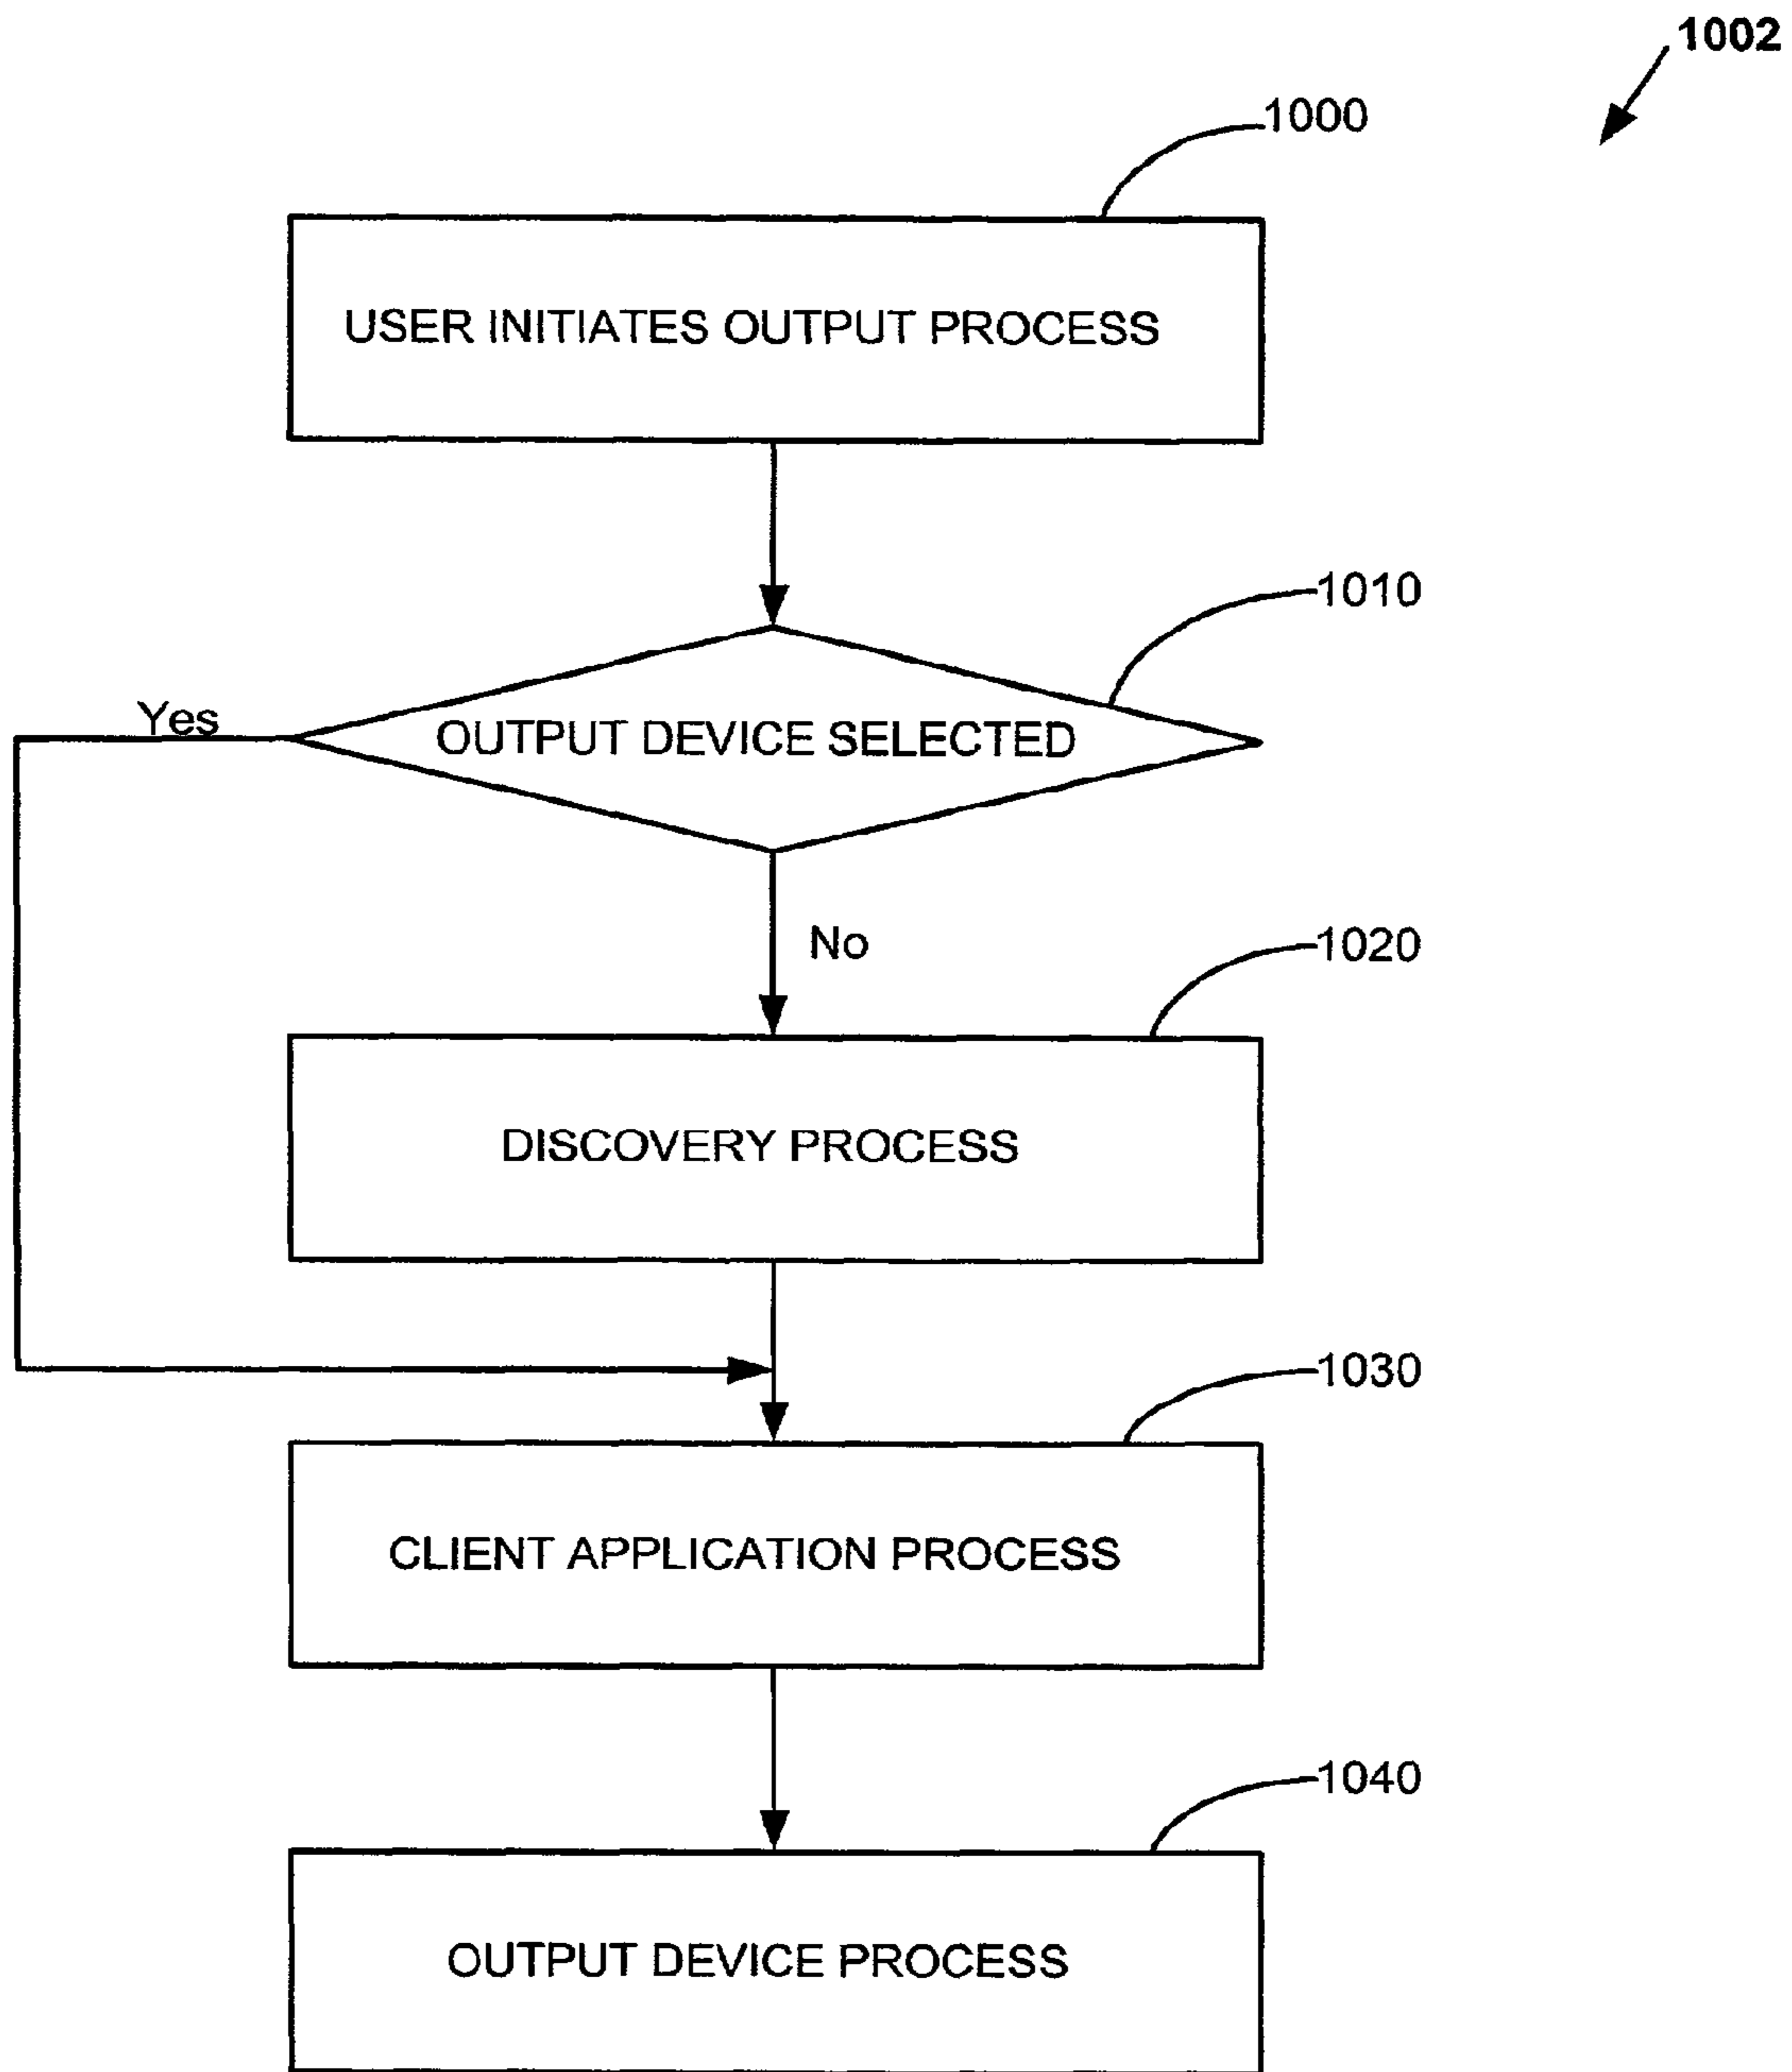 1002
1000
USER INITIATES OUTPUT PROCESS
1010
Yes
OUTPUT DEVICE SELECTED
No
1020
DISCOVERY PROCESS
1030
CLIENT APPLICATION PROCESS
1040
OUTPUT DEVICE PROCESS